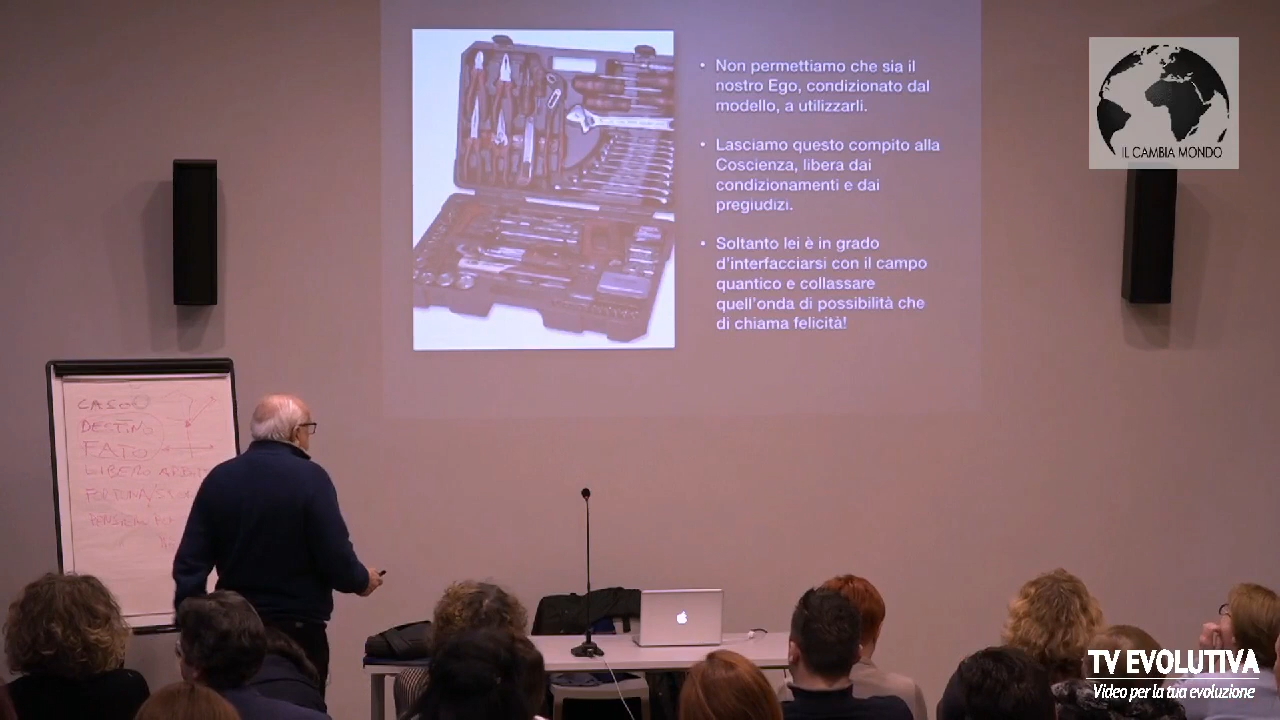 • Non permettiamo che sia il
nostro Ego, condizionato dal
modello, a utilizzarli.
• Lasciamo questo compito alla
Coscienza, libera dai
condizionamenti e dai
pregiudizi.
• Soltanto lei è in grado
d'interfacciarsi con il campo
quantico e collassare
quell'onda di possibilità che
di chiama felicità!
IL CAMBIA MONDO
CASO
DESTINO
FATO
LIBERO
PENSIERO
TV EVOLUTIVA
Video per la tua evoluzione